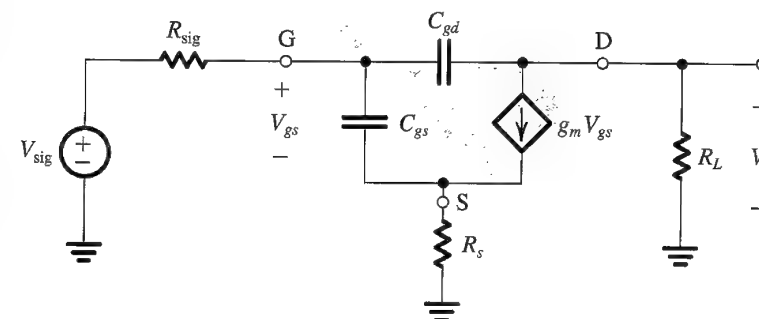 R_sig
G
C_gd
D
+
V_gs
−
C_gs
g_m V_gs
V_sig
+
−
R_L
S
R_s
−
−